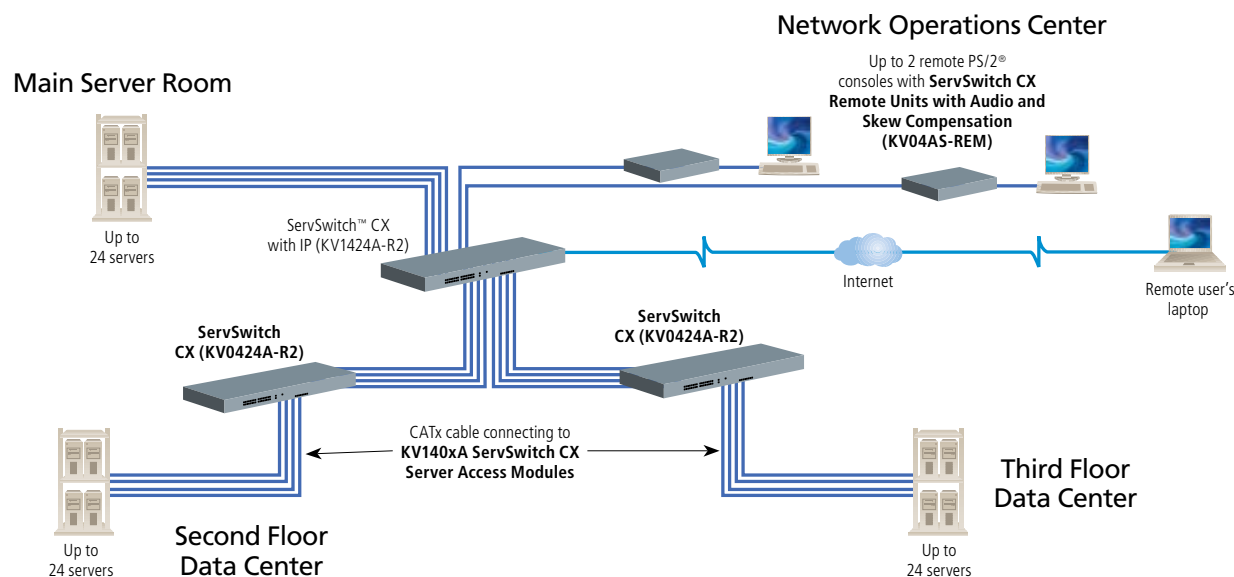 Network Operations Center
Up to 2 remote PS/2®
consoles with ServSwitch CX
Remote Units with Audio and
Skew Compensation
(KV04AS-REM)
Main Server Room
Up to
24 servers
ServSwitch™ CX
with IP (KV1424A-R2)
Internet
Remote user's
laptop
ServSwitch
CX (KV0424A-R2)
ServSwitch
CX (KV0424A-R2)
CATx cable connecting to
KV140xA ServSwitch CX
Server Access Modules
Up to
24 servers
Second Floor
Data Center
Third Floor
Data Center
Up to
24 servers